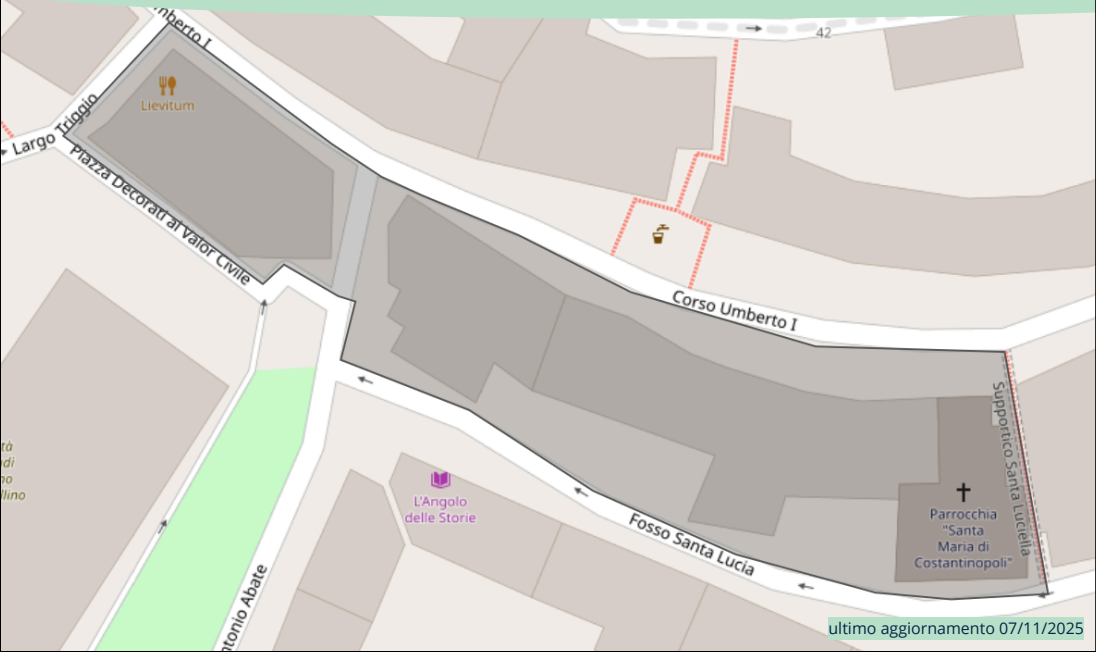 Umberto I
42
Largo Triggio
Lievitum
Piazza Decorati al Valor Civile
Corso Umberto I
Supportico Santa Luciella
L'Angolo
delle Storie
Parrocchia
"Santa
Maria di
Costantinopoli"
Fosso Santa Lucia
ntonio Abate
ultimo aggiornamento 07/11/2025